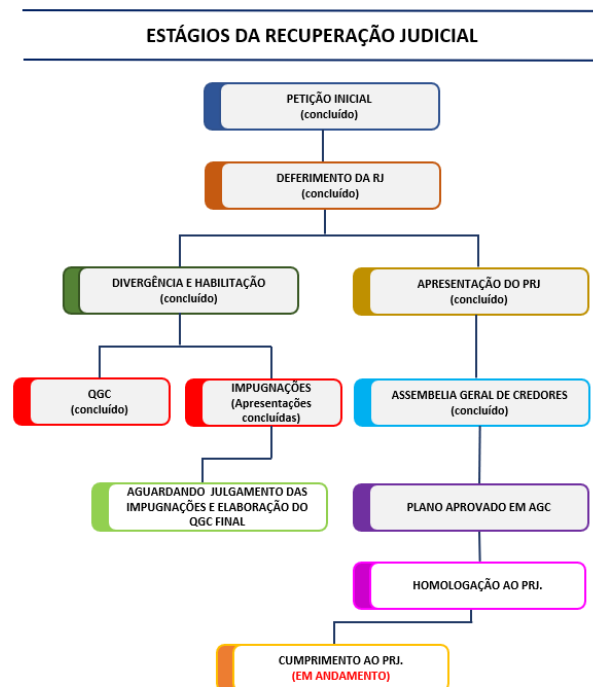 ESTÁGIOS DA RECUPERAÇÃO JUDICIAL
PETIÇÃO INICIAL
(concluído)
DEFERIMENTO DA RJ
(concluído)
DIVERGÊNCIA E HABILITAÇÃO
(concluído)
APRESENTAÇÃO DO PRJ
(concluído)
QGC
(concluído)
IMPUGNAÇÕES
(Apresentações
concluídas)
ASSEMBELIA GERAL DE CREDORES
(concluído)
AGUARDANDO JULGAMENTO DAS
IMPUGNAÇÕES E ELABORAÇÃO DO
QGC FINAL
PLANO APROVADO EM AGC
HOMOLOGAÇÃO AO PRJ.
CUMPRIMENTO AO PRJ.
(EM ANDAMENTO)